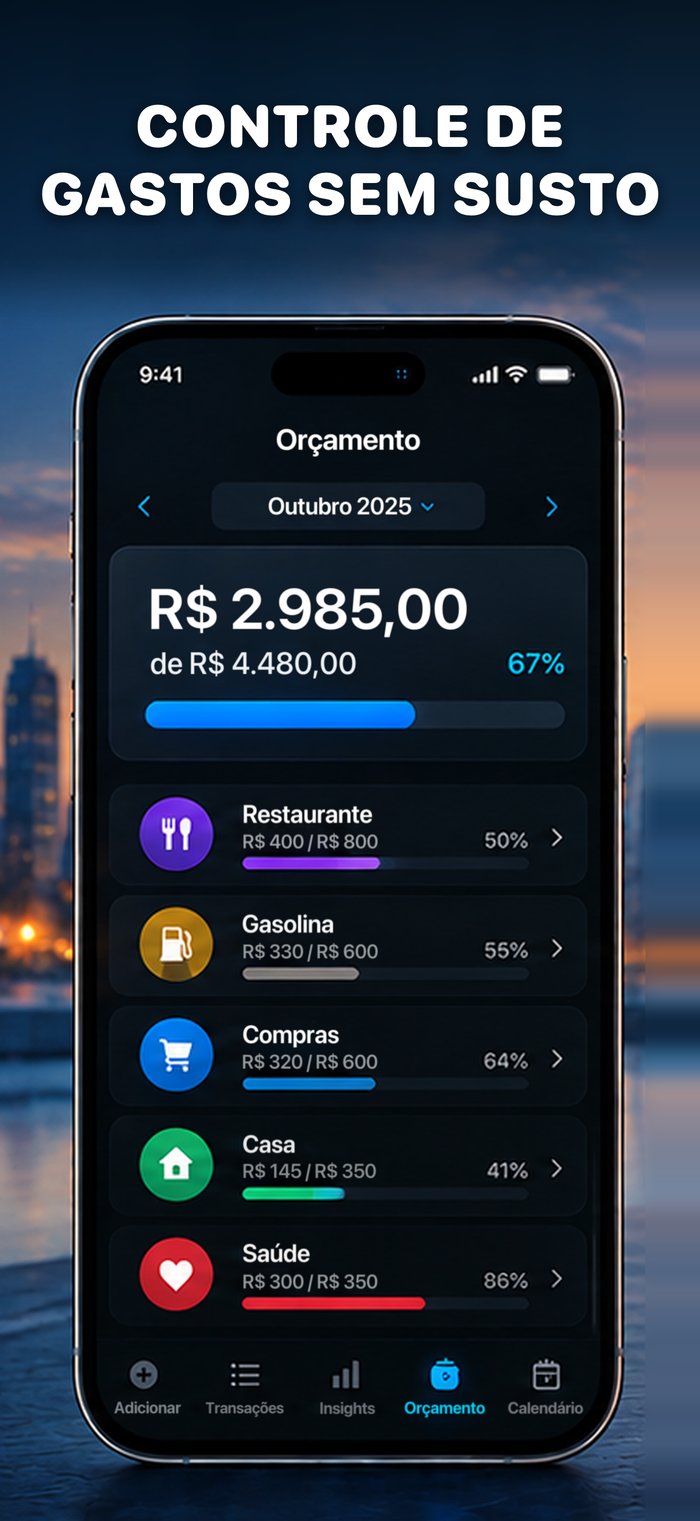 CONTROLE DE
GASTOS SEM SUSTO
9:41
Orçamento
Outubro 2025
R$ 2.985,00
de R$ 4.480,00
67%
Restaurante
R$ 400 / R$ 800
50%
Gasolina
R$ 330 / R$ 600
55%
Compras
R$ 320 / R$ 600
64%
Casa
R$ 145 / R$ 350
41%
Saúde
R$ 300 / R$ 350
86%
Adicionar
Transações
Insights
Orçamento
Calendário